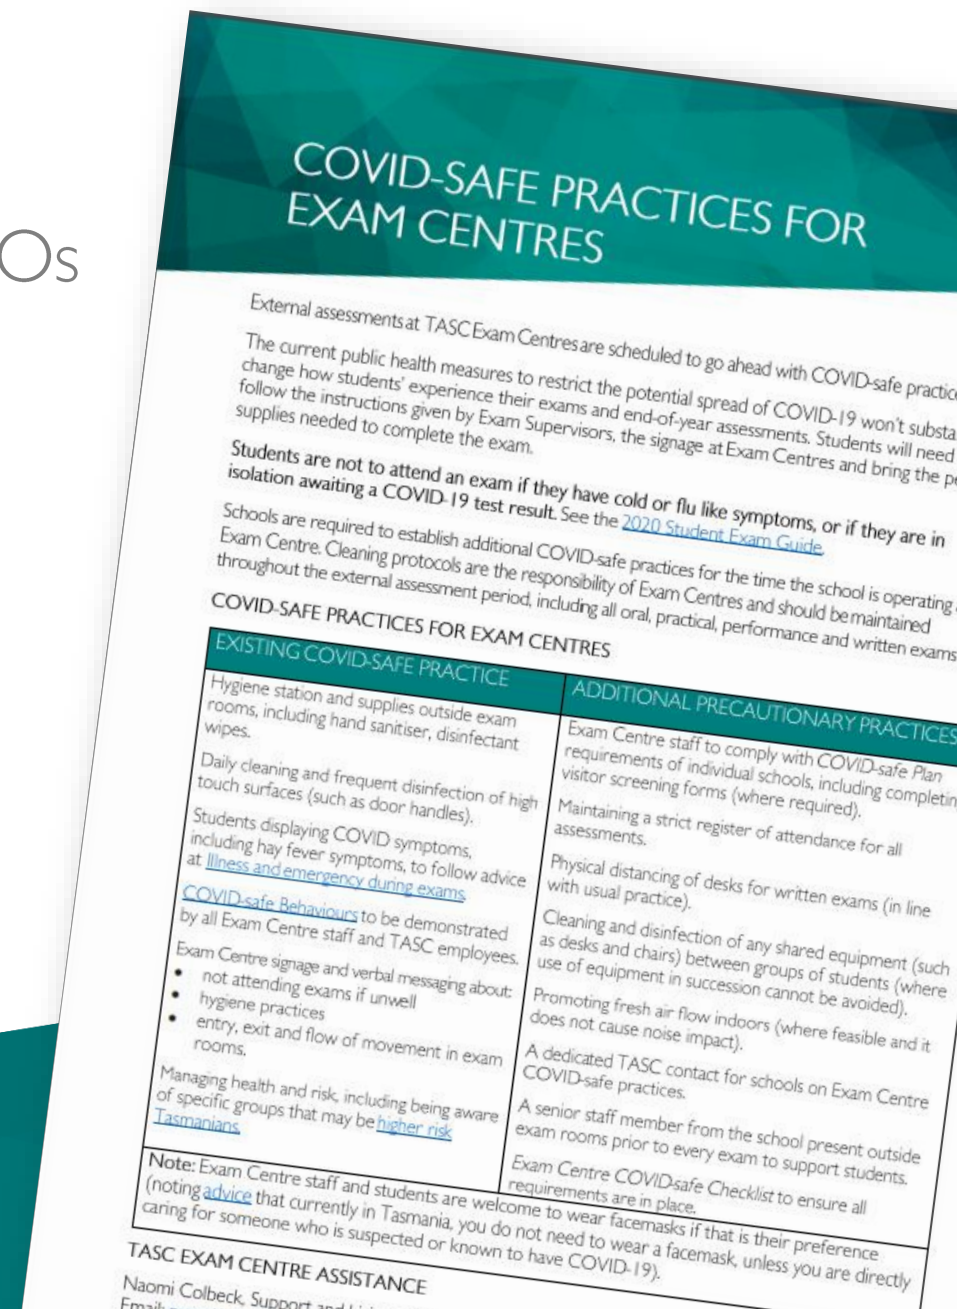 Os
COVID-SAFE PRACTICES FOR
EXAM CENTRES
External assessments at TASC Exam Centres are scheduled to go ahead with COVID-safe
The current public health measures to restrict the potential spread of COVID-19 won't
change how students' experience their exams and end-of-year assessments. Students will need
follow the instructions given by Exam Supervisors, the signage at Exam Centres and bring the
supplies needed to complete the exam.
Students are not to attend an exam if they have cold or flu like symptoms, or if they are in
isolation awaiting a COVID-19 test result. See the 2020 Student Exam Guide.
Schools are required to establish additional COVID-safe practices for the time the school is operating
Exam Centre. Cleaning protocols are the responsibility of Exam Centres and should be maintained
throughout the external assessment period, including all oral, practical, performance and written exams
COVID-SAFE PRACTICES FOR EXAM CENTRES
EXISTING COVID-SAFE PRACTICE
Hygiene station and supplies outside exam
rooms, including hand sanitiser, disinfectant
wipes.
Daily cleaning and frequent disinfection of high
touch surfaces (such as door handles).
Students displaying COVID symptoms,
including hay fever symptoms, to follow advice
at Illness and emergency during exams.
COVID-safe Behaviours to be demonstrated
by all Exam Centre staff and TASC employees.
Exam Centre signage and verbal messaging about:
• not attending exams if unwell
• hygiene practices
• entry, exit and flow of movement in exam
rooms.
Managing health and risk, including being aware
of specific groups that may be higher risk
Tasmanians.
ADDITIONAL PRECAUTIONARY PRACTICES
Exam Centre staff to comply with COVID-safe Plan
requirements of individual schools, including
visitor screening forms (where required).
Maintaining a strict register of attendance for all
assessments.
Physical distancing of desks for written exams (in line
with usual practice).
Cleaning and disinfection of any shared equipment (such
as desks and chairs) between groups of students (where
use of equipment in succession cannot be avoided).
Promoting fresh air flow indoors (where feasible and it
does not cause noise impact).
A dedicated TASC contact for schools on Exam Centre
COVID-safe practices.
A senior staff member from the school present outside
exam rooms prior to every exam to support students.
Exam Centre COVID-safe Checklist to ensure all
requirements are in place.
Note: Exam Centre staff and students are welcome to wear facemasks if that is their preference
(noting advice that currently in Tasmania, you do not need to wear a facemask, unless you are directly
caring for someone who is suspected or known to have COVID-19).
TASC EXAM CENTRE ASSISTANCE
Naomi Colbeck, Support and
Email: